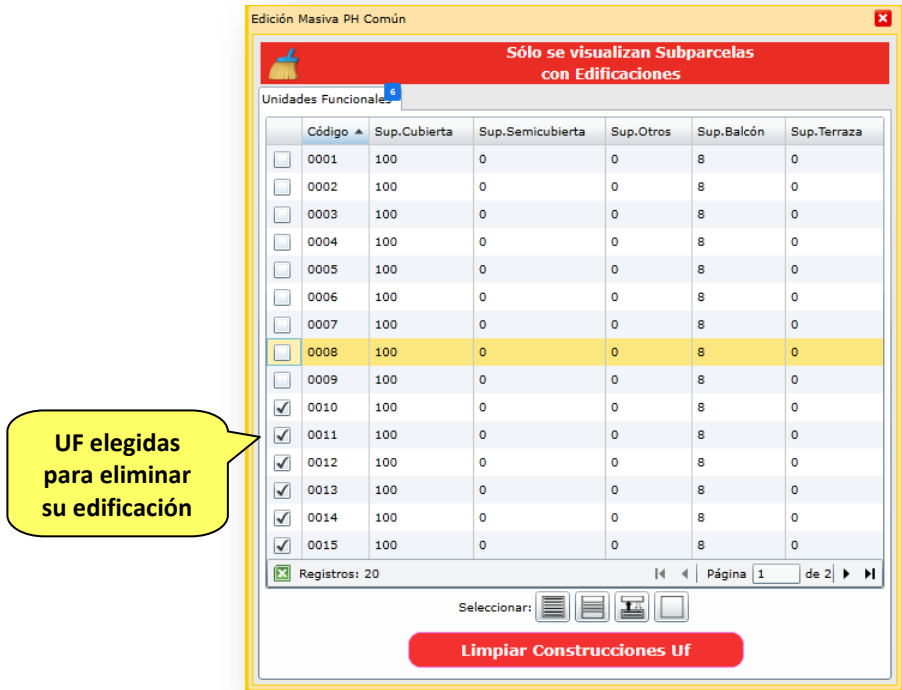 Edición Masiva PH Común
Sólo se visualizan Subparcelas
con Edificaciones
Unidades Funcionales 6
Código Sup.Cubierta Sup.Semicubierta Sup.Otros Sup.Balcón Sup.Terraza
0001 100 0 0 8 0
0002 100 0 0 8 0
0003 100 0 0 8 0
0004 100 0 0 8 0
0005 100 0 0 8 0
0006 100 0 0 8 0
0007 100 0 0 8 0
0008 100 0 0 8 0
0009 100 0 0 8 0
0010 100 0 0 8 0
0011 100 0 0 8 0
0012 100 0 0 8 0
0013 100 0 0 8 0
0014 100 0 0 8 0
0015 100 0 0 8 0
UF elegidas
para eliminar
su edificación
Registros: 20 Página 1 de 2
Seleccionar:
Limpiar Construcciones Uf